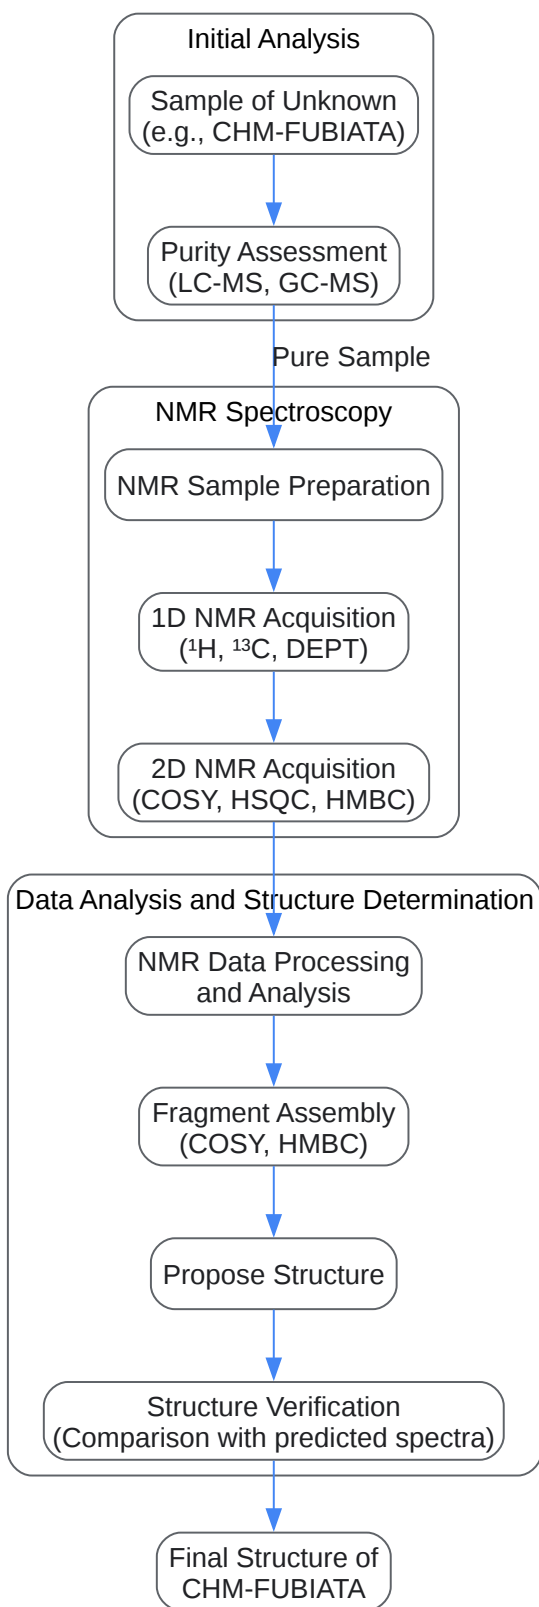 Initial Analysis
Sample of Unknown
(e.g., CHM-FUBIATA)
Purity Assessment
(LC-MS, GC-MS)
Pure Sample
NMR Spectroscopy
NMR Sample Preparation
1D NMR Acquisition
(¹H, ¹³C, DEPT)
2D NMR Acquisition
(COSY, HSQC, HMBC)
Data Analysis and Structure Determination
NMR Data Processing
and Analysis
Fragment Assembly
(COSY, HMBC)
Propose Structure
Structure Verification
(Comparison with predicted spectra)
Final Structure of
CHM-FUBIATA